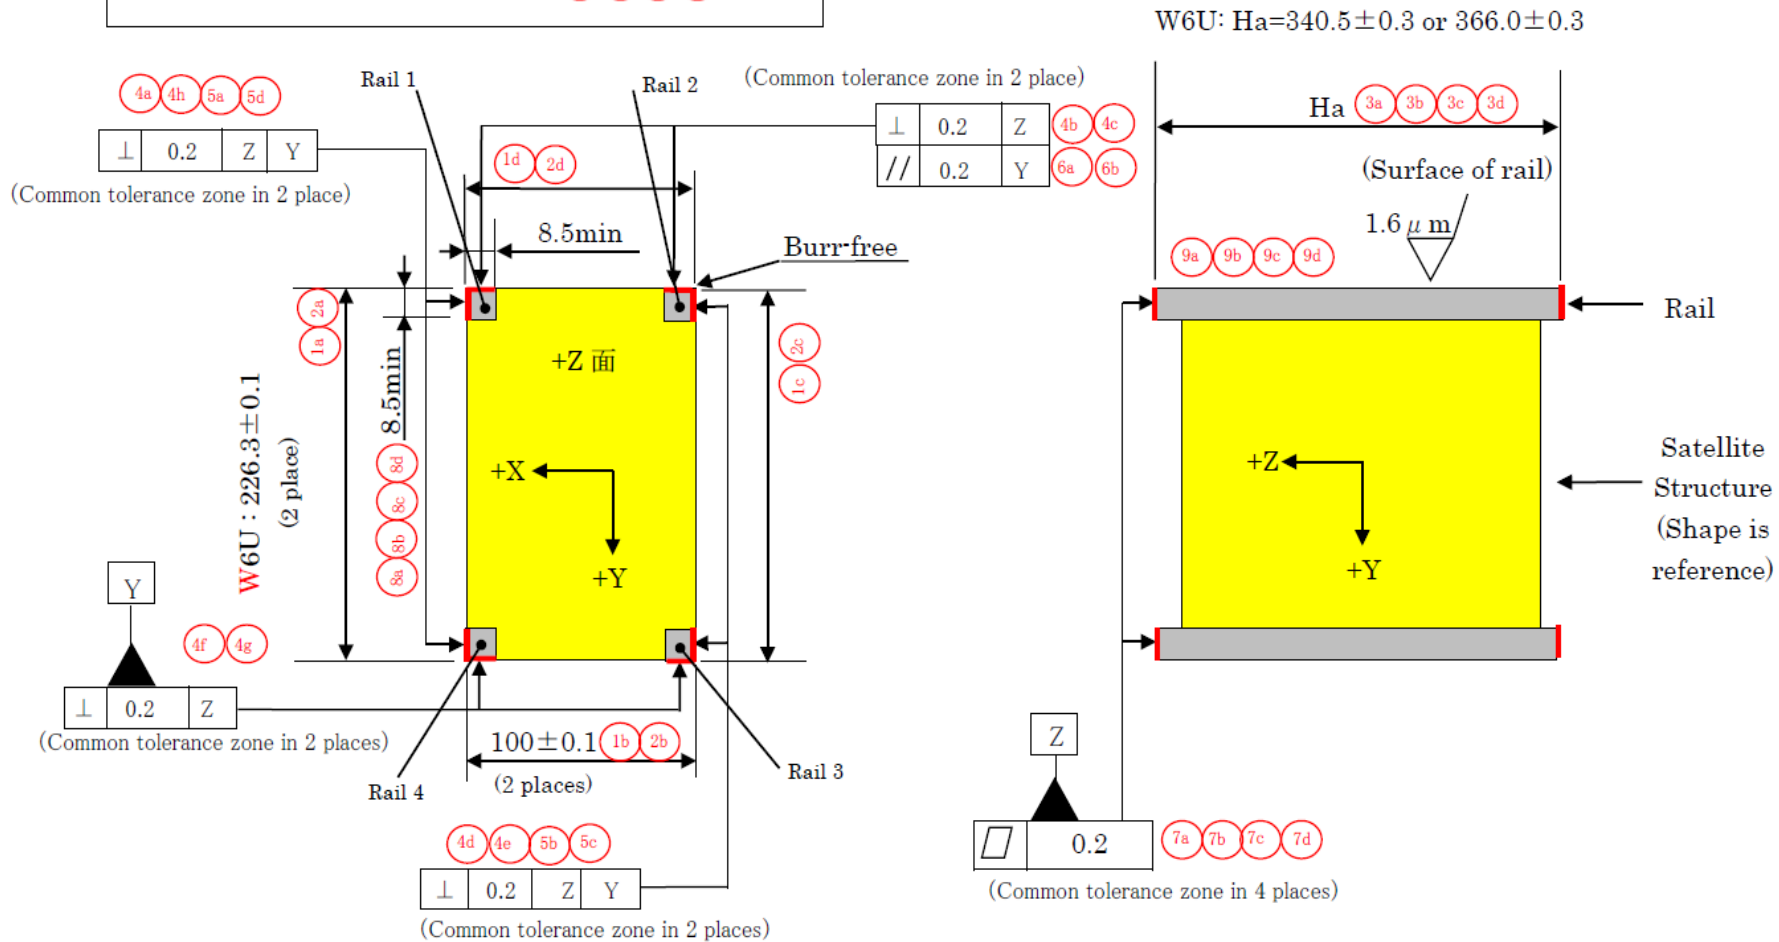 W6U: Ha=340.5±0.3 or 366.0±0.3
Rail 1
Rail 2
(Common tolerance zone in 2 place)
4a 4h 5a 5d
⊥ 0.2 Z Y
(Common tolerance zone in 2 place)
1d 2d
⊥ 0.2 Z
4b 4c
// 0.2 Y
6a 6b
Ha
3a 3b 3c 3d
(Surface of rail)
1.6μm
8.5min
Burr-free
9a 9b 9c 9d
Rail
1a 2a
8.5min
+Z 面
1c 2c
W6U : 226.3±0.1
(2 place)
8a 8b 8c 8d
+X
+Y
+Z
+Y
Satellite
Structure
(Shape is
reference)
Y
4f 4g
⊥ 0.2 Z
(Common tolerance zone in 2 places)
100±0.1
1b 2b
(2 places)
Rail 4
Rail 3
4d 4e 5b 5c
⊥ 0.2 Z Y
(Common tolerance zone in 2 places)
Z
▱ 0.2
7a 7b 7c 7d
(Common tolerance zone in 4 places)